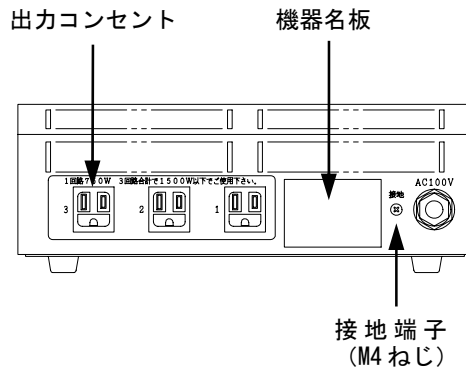 出力コンセント
機器名板
1回路750W 3回路合計で1500W以下でご使用下さい。
3
2
1
接地
AC100V
接地端子
(M4ねじ)